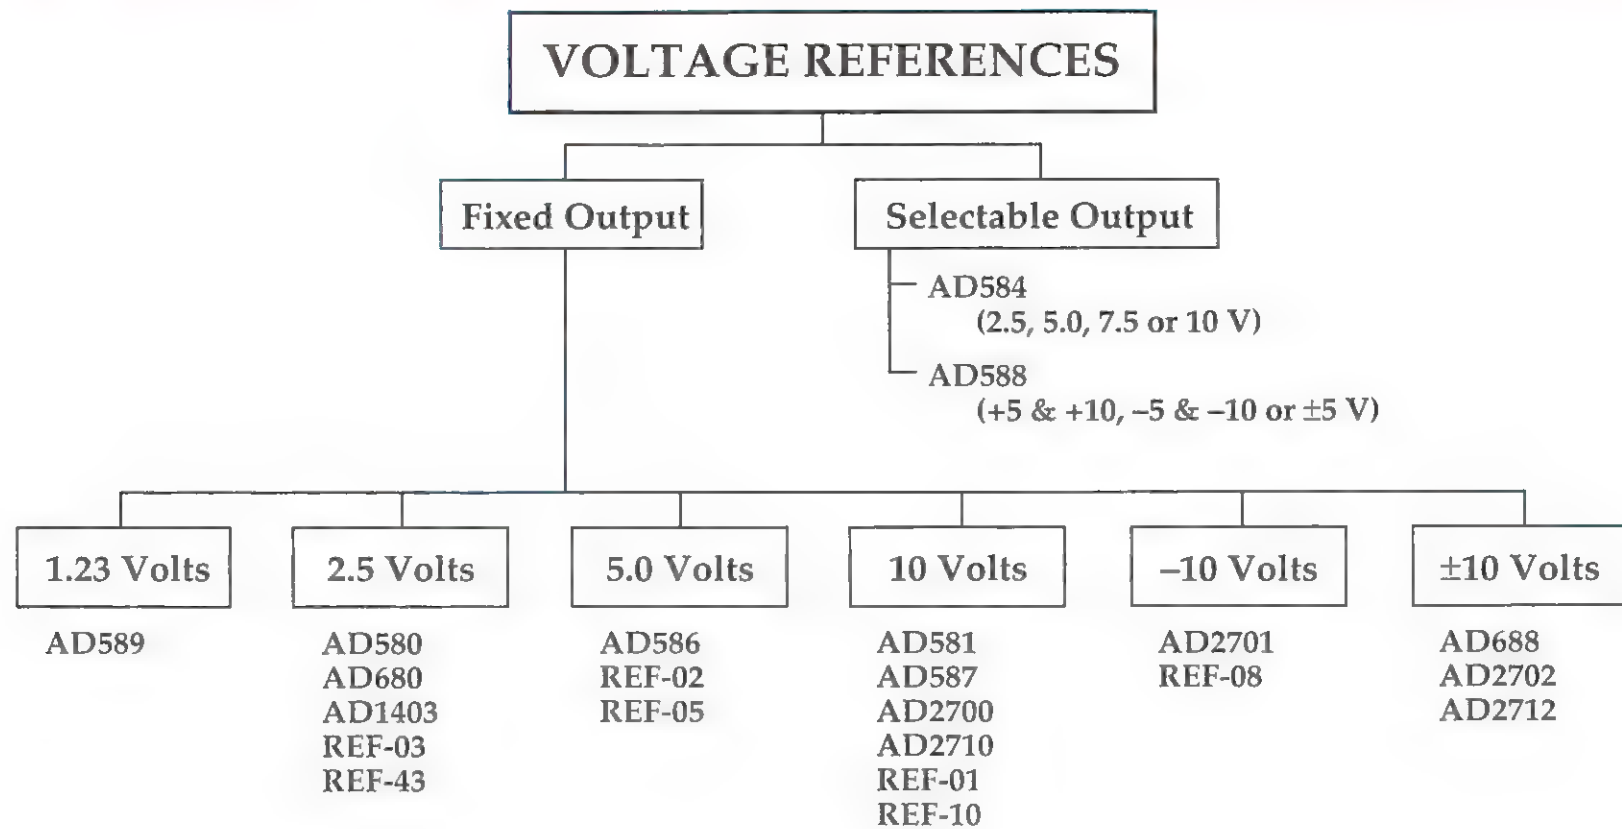 VOLTAGE REFERENCES
Fixed Output
Selectable Output
AD584
(2.5, 5.0, 7.5 or 10 V)
AD588
(+5 & +10, –5 & –10 or ±5 V)
1.23 Volts
AD589
2.5 Volts
AD580
AD680
AD1403
REF-03
REF-43
5.0 Volts
AD586
REF-02
REF-05
10 Volts
AD581
AD587
AD2700
AD2710
REF-01
REF-10
–10 Volts
AD2701
REF-08
±10 Volts
AD688
AD2702
AD2712